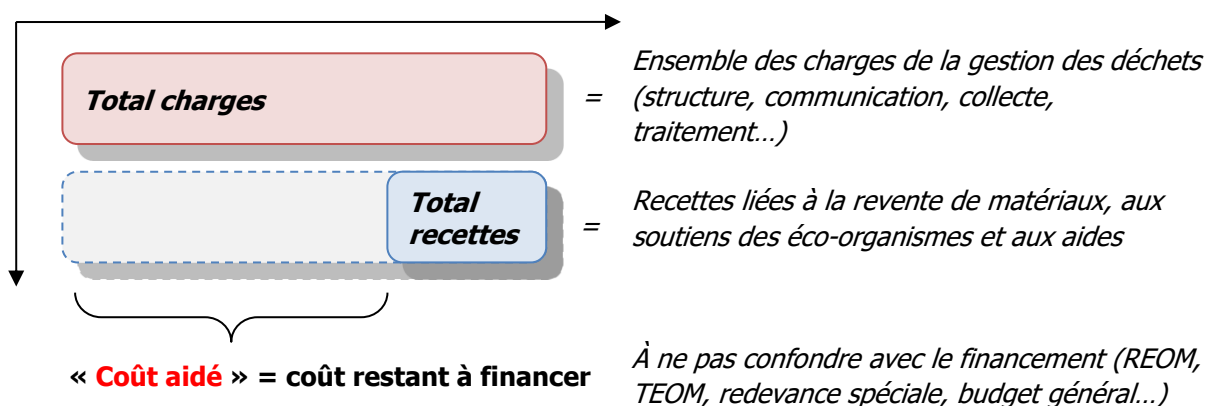 Total charges
=
Ensemble des charges de la gestion des déchets
(structure, communication, collecte,
traitement…)
Total
recettes
=
Recettes liées à la revente de matériaux, aux
soutiens des éco-organismes et aux aides
« Coût aidé » = coût restant à financer
À ne pas confondre avec le financement (REOM,
TEOM, redevance spéciale, budget général…)